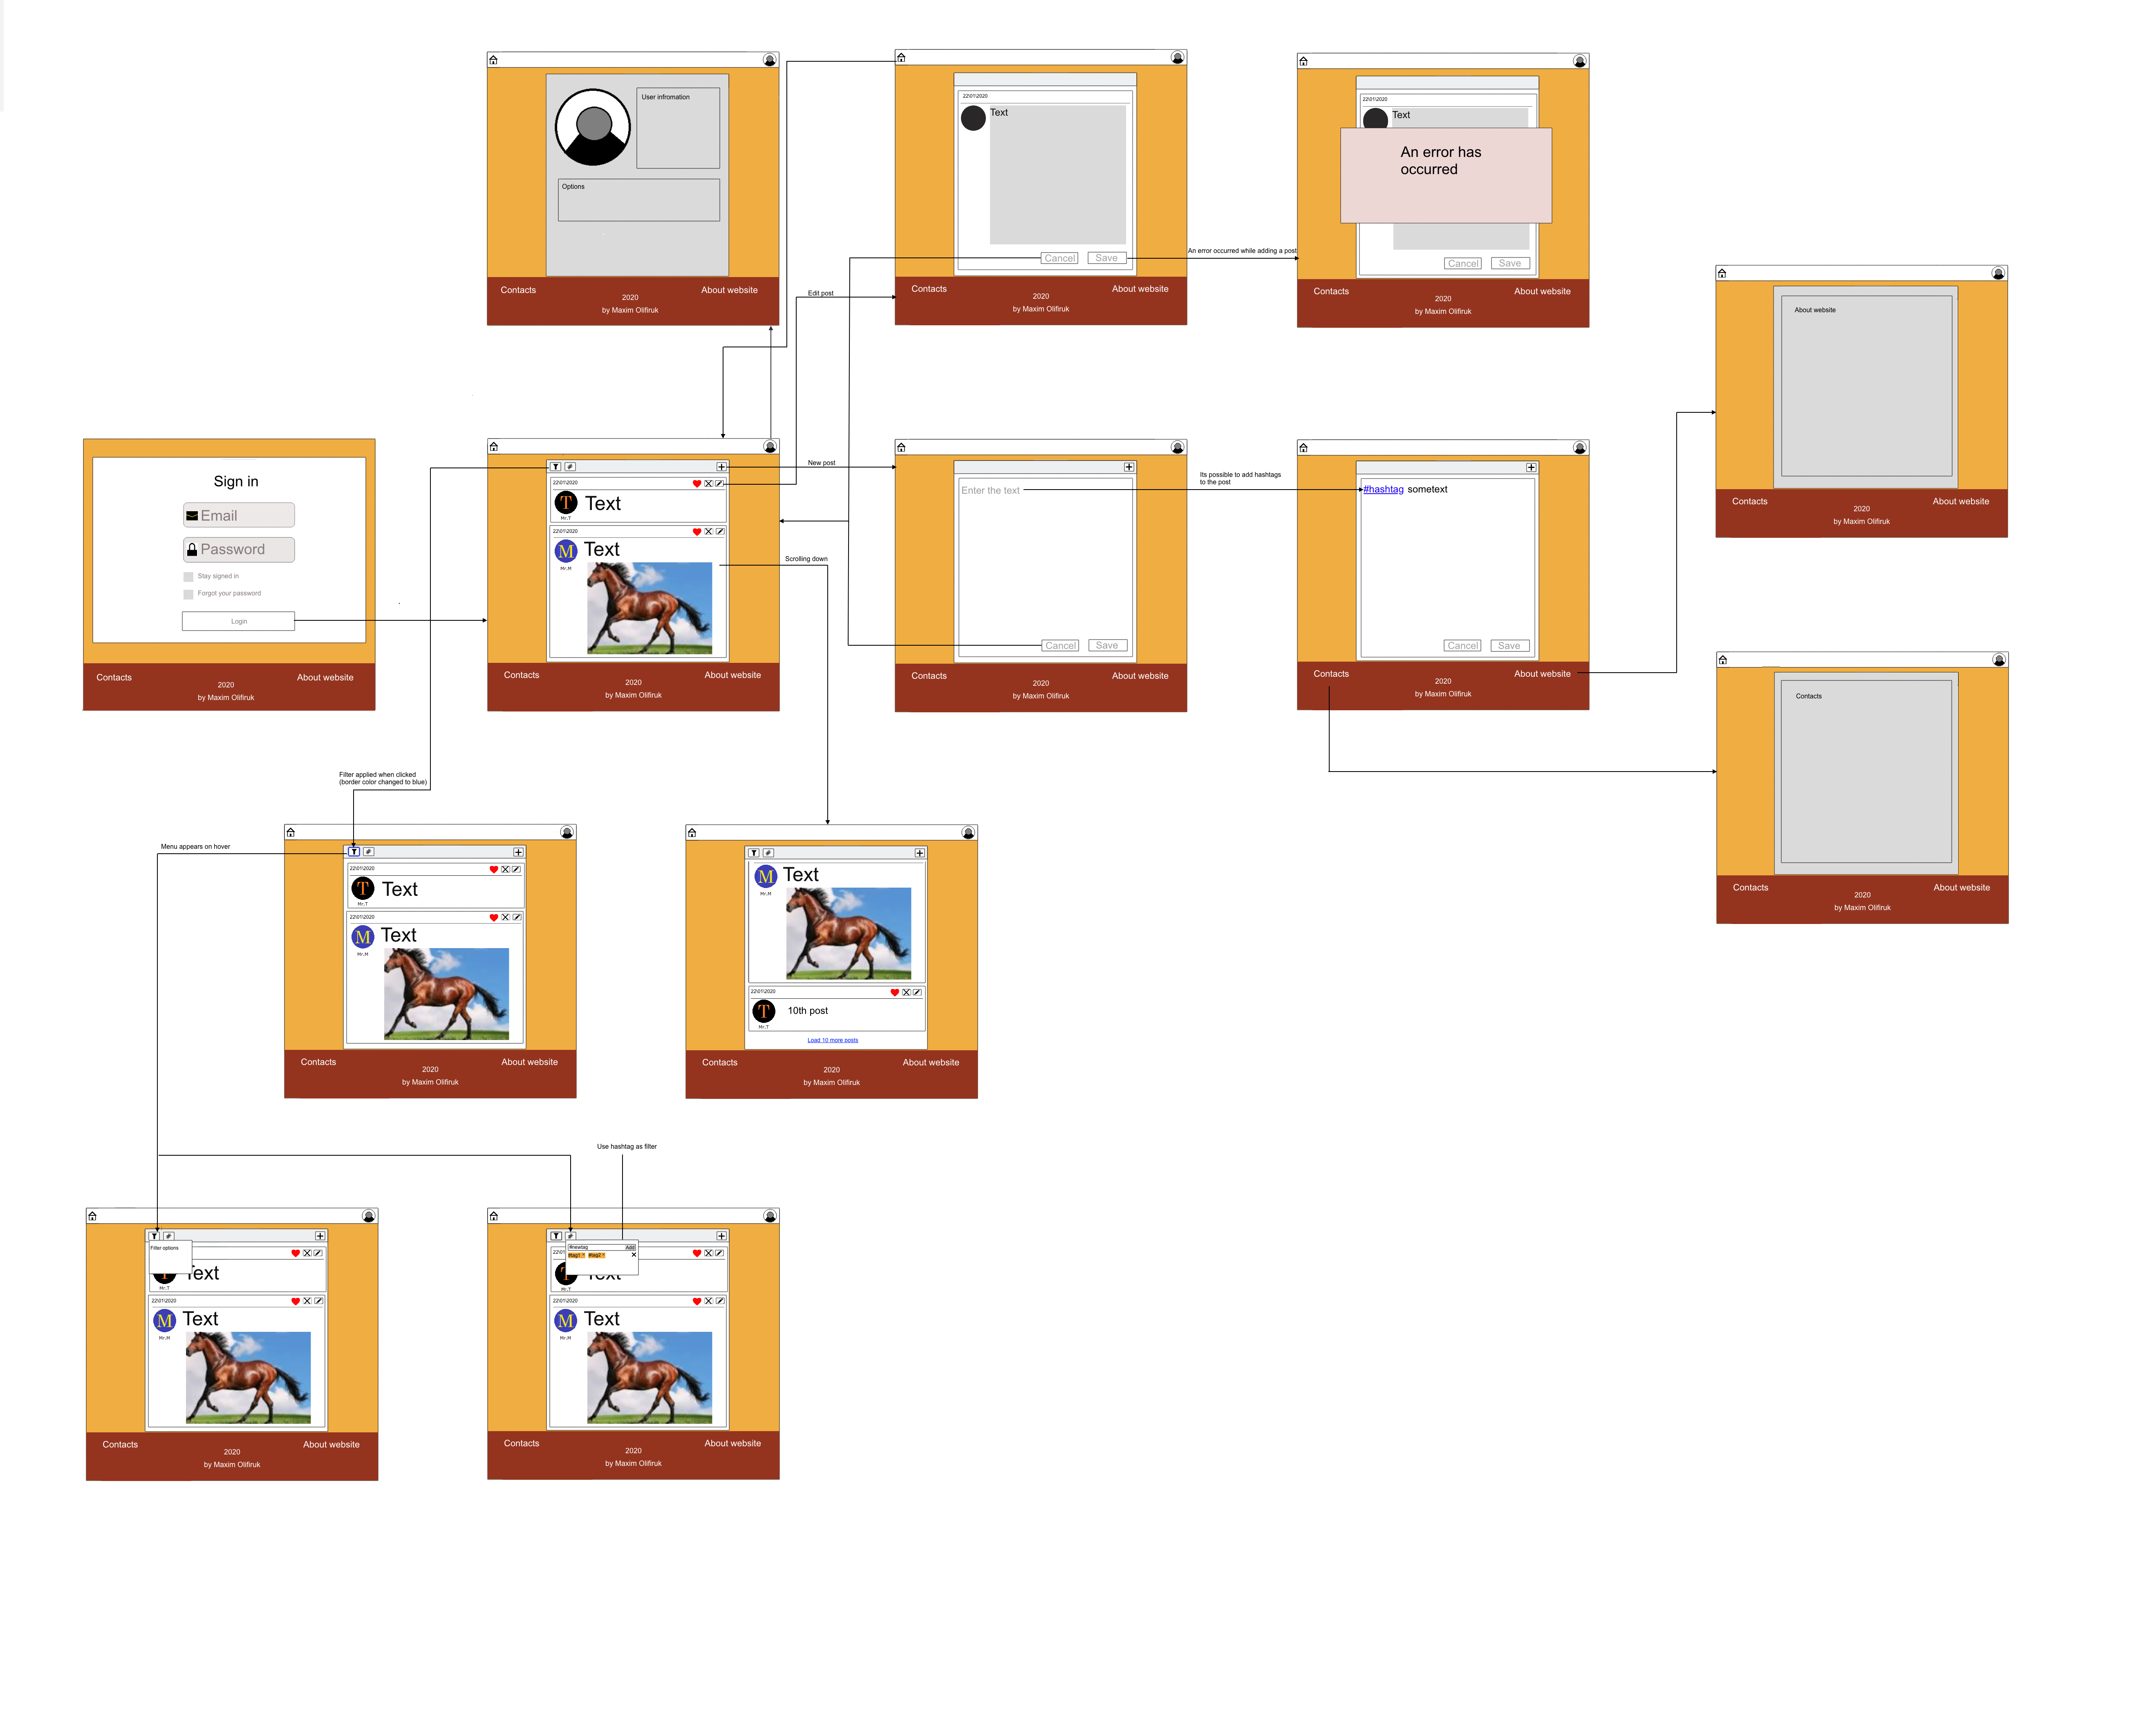 User infromation
Options
Contacts
About website
2020
by Maxim Olifiruk
22\01\2020
Text
Cancel
Save
Contacts
About website
2020
by Maxim Olifiruk
An error occurred while adding a post
22\01\2020
Text
An error has
occurred
Cancel
Save
Contacts
About website
2020
by Maxim Olifiruk
Edit post
About website
Contacts
About website
2020
by Maxim Olifiruk
Sign in
Email
Password
Stay signed in
Forgot your password
Login
Contacts
About website
2020
by Maxim Olifiruk
#
22\01\2020
T
Text
Mr.T
22\01\2020
M
Text
Mr.M
Contacts
About website
2020
by Maxim Olifiruk
New post
Scrolling down
Enter the text
Cancel
Save
Contacts
About website
2020
by Maxim Olifiruk
Its possible to add hashtags
to the post
#hashtag sometext
Cancel
Save
Contacts
About website
2020
by Maxim Olifiruk
Contacts
Contacts
About website
2020
by Maxim Olifiruk
Filter applied when clicked
(border color changed to blue)
Menu appears on hover
#
22\01\2020
T
Text
Mr.T
22\01\2020
M
Text
Mr.M
Contacts
About website
2020
by Maxim Olifiruk
#
M
Text
Mr.M
22\01\2020
T
10th post
Mr.T
Load 10 more posts
Contacts
About website
2020
by Maxim Olifiruk
Use hashtag as filter
#
Filter options
Text
Mr.T
22\01\2020
M
Text
Mr.M
Contacts
About website
2020
by Maxim Olifiruk
#
#newtag
Add
#tag1
#tag2
Text
Mr.T
22\01\2020
M
Text
Mr.M
Contacts
About website
2020
by Maxim Olifiruk